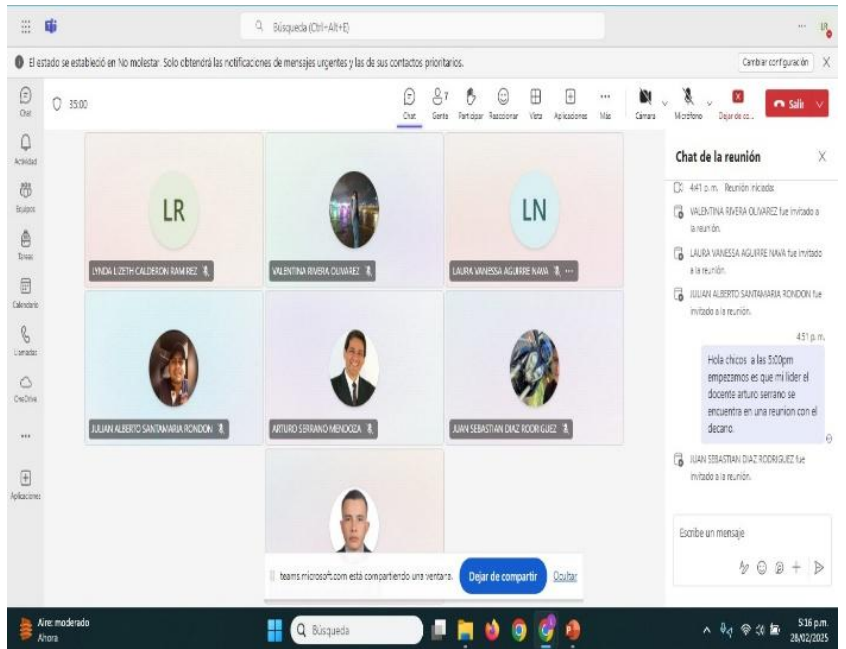 Búsqueda (Ctrl+Alt+E)
LR
El estado se estableció en No molestar. Solo obtendrá las notificaciones de mensajes urgentes y las de sus contactos prioritarios.
Cambiar configuración
Chat
Actividad
Equipos
Tareas
Calendario
Llamadas
OneDrive
Aplicaciones
35:00
Chat
7
Gente
Participar
Reaccionar
Vista
Aplicaciones
Más
Cámara
Micrófono
Dejar de co...
Salir
LR
LYNDA LIZETH CALDERON RAMIREZ
VALENTINA RIVERA OLIVAREZ
LN
LAURA VANESSA AGUIRRE NAVA
JULIAN ALBERTO SANTAMARIA RONDON
ARTURO SERRANO MENDOZA
JUAN SEBASTIAN DIAZ RODRIGUEZ
teams.microsoft.com está compartiendo una ventana.
Dejar de compartir
Ocultar
Chat de la reunión
4:41 p.m. Reunión iniciada
VALENTINA RIVERA OLIVAREZ fue invitado a
la reunión.
LAURA VANESSA AGUIRRE NAVA fue invitado
a la reunión.
JULIAN ALBERTO SANTAMARIA RONDON fue
invitado a la reunión.
4:51 p.m.
Hola chicos a las 5:00pm
empezamos es que mi lider el
docente arturo serrano se
encuentra en una reunion con el
decano.
JUAN SEBASTIAN DIAZ RODRIGUEZ fue
invitado a la reunión.
Escribe un mensaje
Aire: moderado
Ahora
Búsqueda
5:16 p.m.
28/02/2025